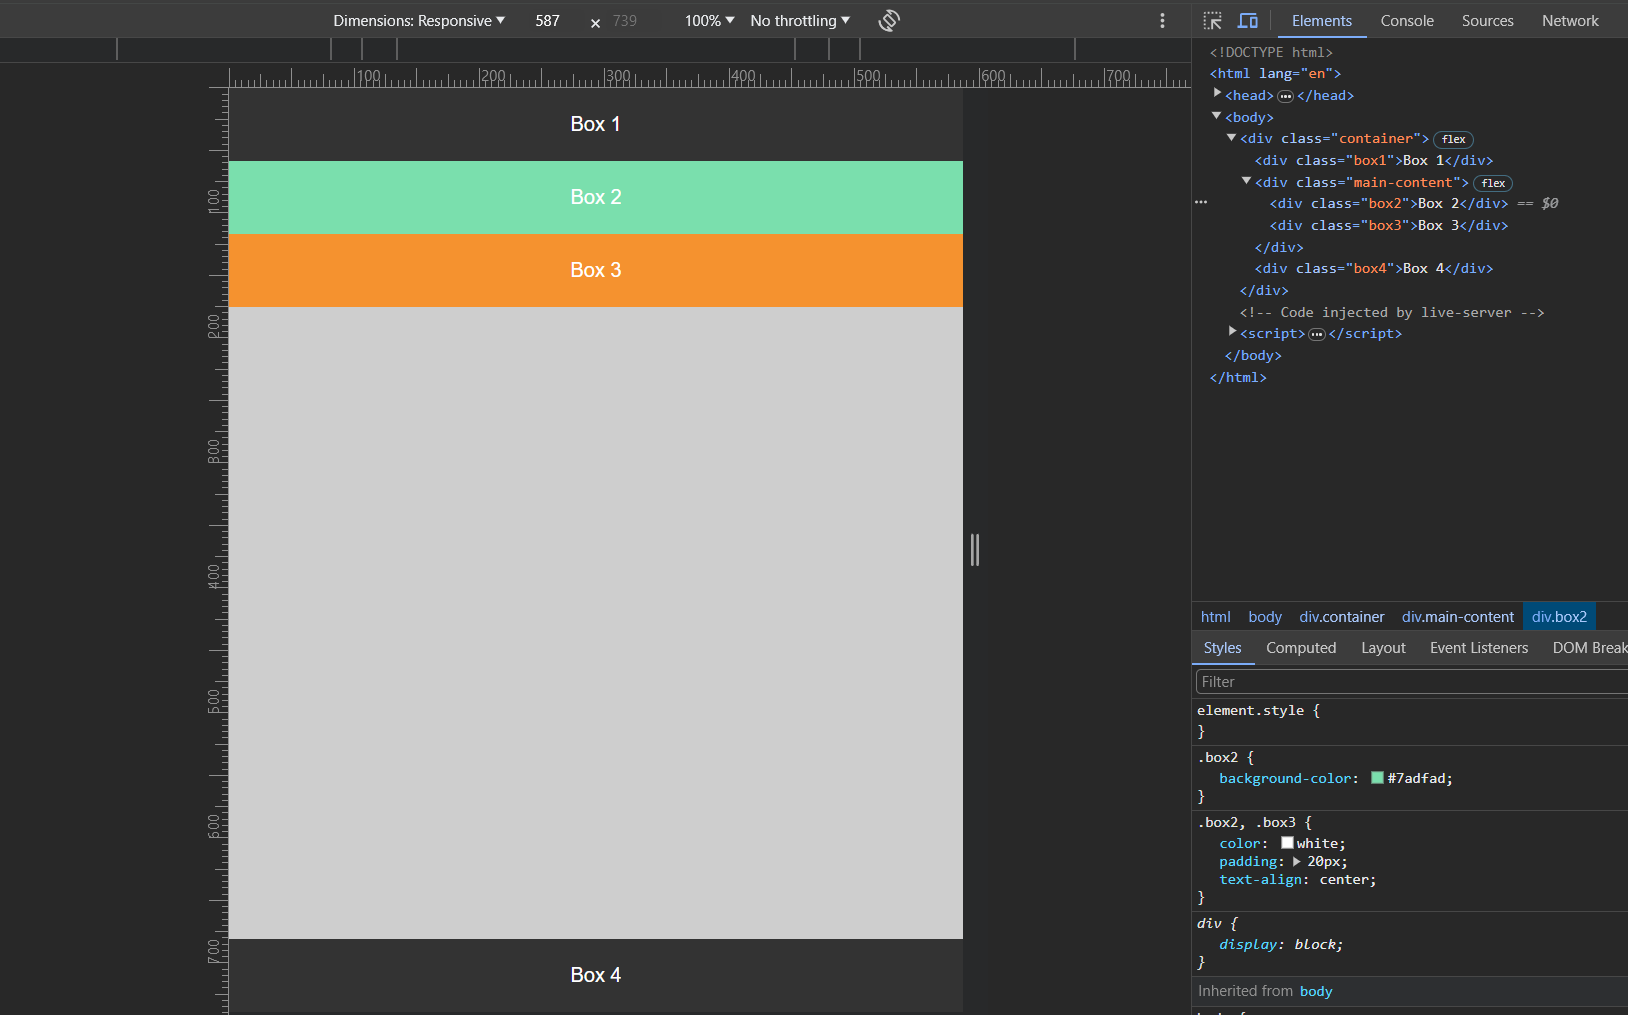 Dimensions: Responsive 587 × 739 100% No throttling
Elements Console Sources Network
100 200 300 400 500 600 700
100
200
300
400
500
600
700
Box 1
Box 2
Box 3
Box 4
<!DOCTYPE html>
<html lang="en">
<head> ••• </head>
<body>
<div class="container"> flex
<div class="box1">Box 1</div>
<div class="main-content"> flex
<div class="box2">Box 2</div> == $0
<div class="box3">Box 3</div>
</div>
<div class="box4">Box 4</div>
</div>
<!-- Code injected by live-server -->
<script> ••• </script>
</body>
</html>
html body div.container div.main-content div.box2
Styles Computed Layout Event Listeners DOM Break
Filter
element.style {
}
.box2 {
background-color: #7adfad;
}
.box2, .box3 {
color: white;
padding: 20px;
text-align: center;
}
div {
display: block;
}
Inherited from body